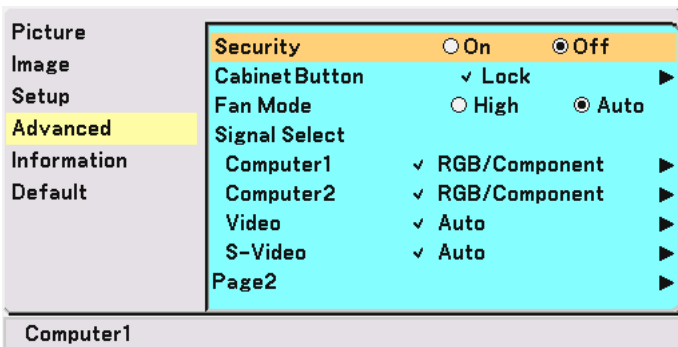 Picture
Image
Setup
Advanced
Information
Default
Security On Off
Cabinet Button Lock
Fan Mode High Auto
Signal Select
Computer1 RGB/Component
Computer2 RGB/Component
Video Auto
S-Video Auto
Page2
Computer1